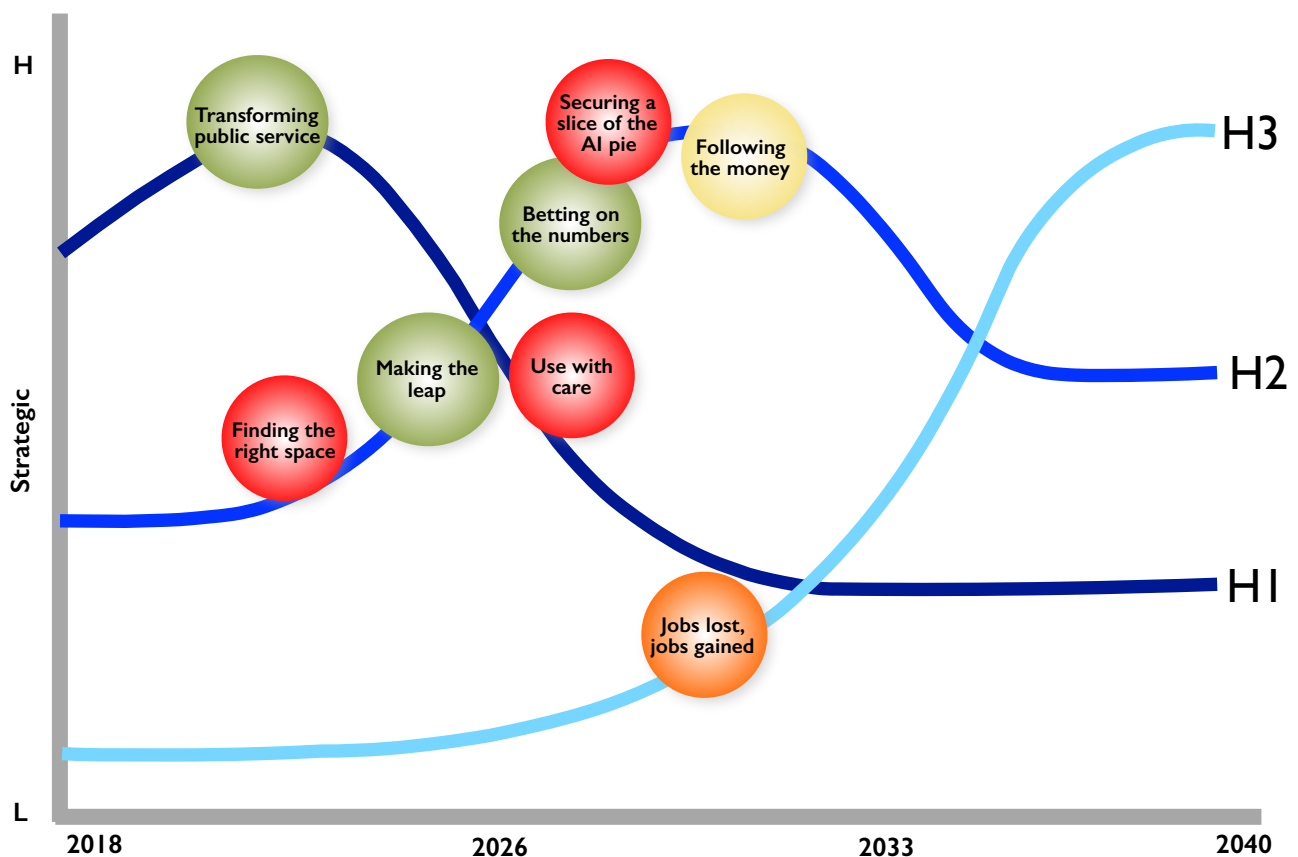 H
Transforming
public service
Securing a
slice of the
AI pie
Following
the money
H3
Betting on
the numbers
Making the
leap
Use with
care
H2
Strategic
Finding the
right space
H1
Jobs lost,
jobs gained
L
2018
2026
2033
2040